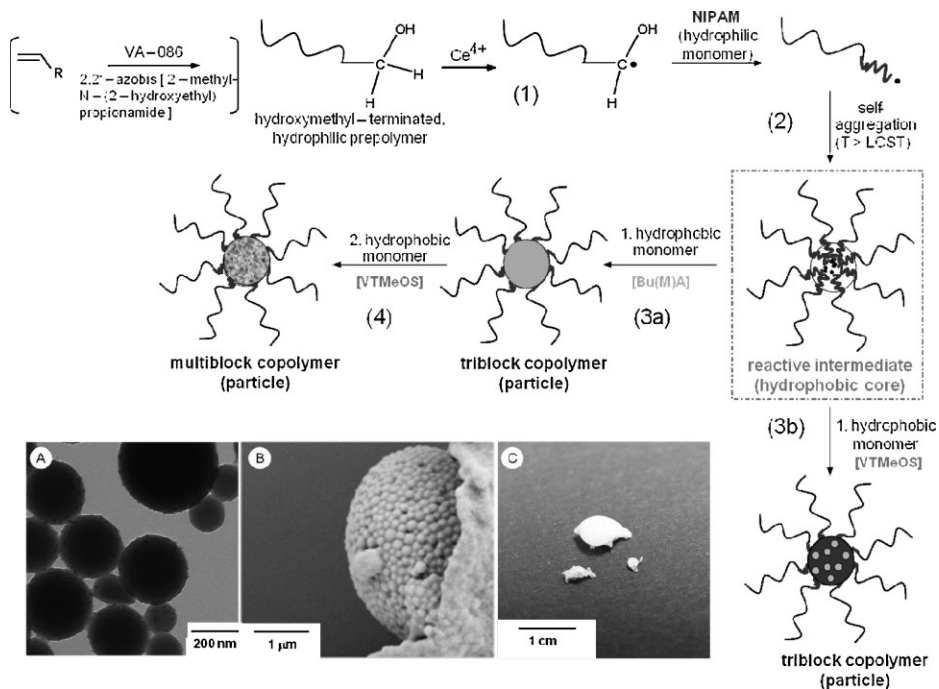 R
VA-086
2,2'-azobis[2-methyl-
N-(2-hydroxyethyl)
propionamide]
OH
C
H
H
hydroxymethyl-terminated,
hydrophilic prepolymer
Ce4+
(1)
OH
C
H
NIPAM
(hydrophilic
monomer)
(2)
self-
aggregation
(T > LCST)
reactive intermediate
(hydrophobic core)
1. hydrophobic
monomer
[Bu(M)A]
(3a)
triblock copolymer
(particle)
2. hydrophobic
monomer
[VTMeOS]
(4)
multiblock copolymer
(particle)
(3b)
1. hydrophobic
monomer
[VTMeOS]
triblock copolymer
(particle)
A
200 nm
B
1 µm
C
1 cm